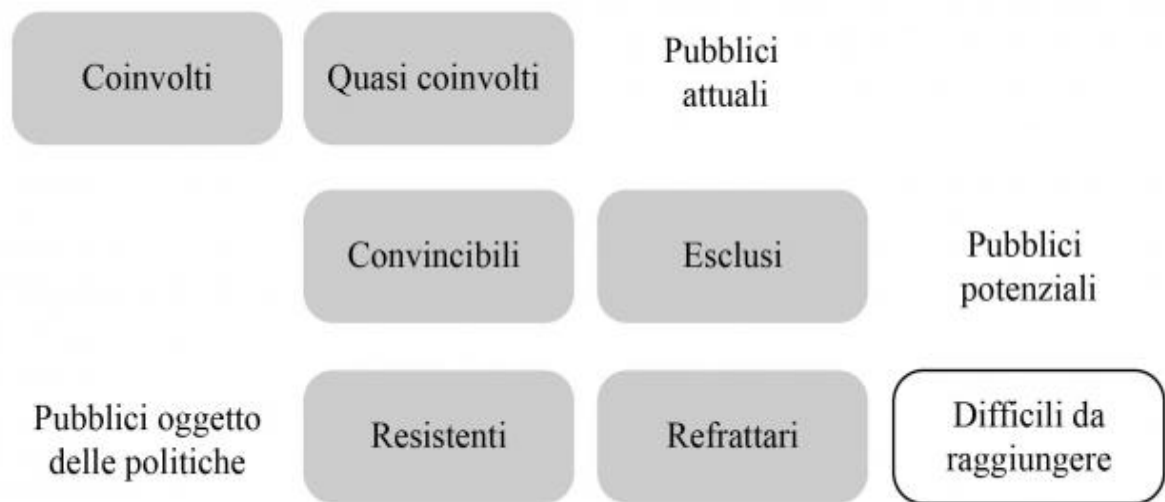 Coinvolti
Quasi coinvolti
Pubblici
attuali
Convincibili
Esclusi
Pubblici
potenziali
Pubblici oggetto
delle politiche
Resistenti
Refrattari
Difficili da
raggiungere